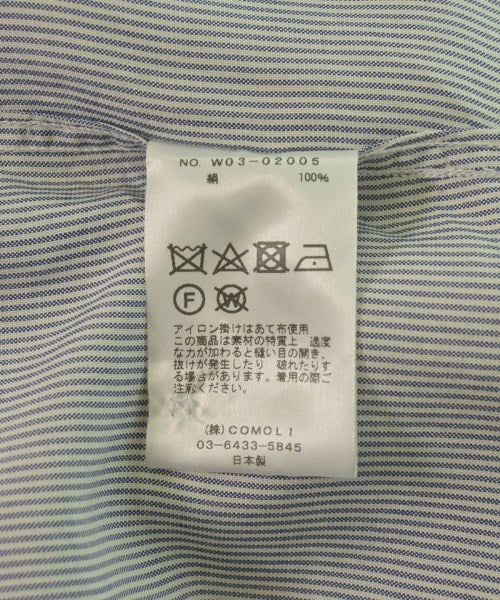 NO. W03-02005
絹 100%
F
W
アイロン掛けはあて布使用
この商品は素材の特質上 過度
な力が加わると縫い目の開き、
抜けが発生したり 破れたりす
る場合があります。着用の際ご
注意ください。
(株)COMOLI
03-6433-5845
日本製